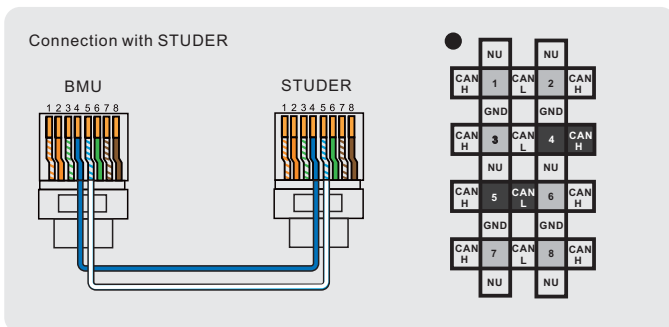 Connection with STUDER
BMU
1 2 3 4 5 6 7 8
STUDER
1 2 3 4 5 6 7 8
NU NU
CAN H 1 CAN L 2 CAN H
GND GND
CAN H 3 CAN L 4 CAN H
NU NU
CAN H 5 CAN L 6 CAN H
GND GND
CAN H 7 CAN L 8 CAN H
NU NU